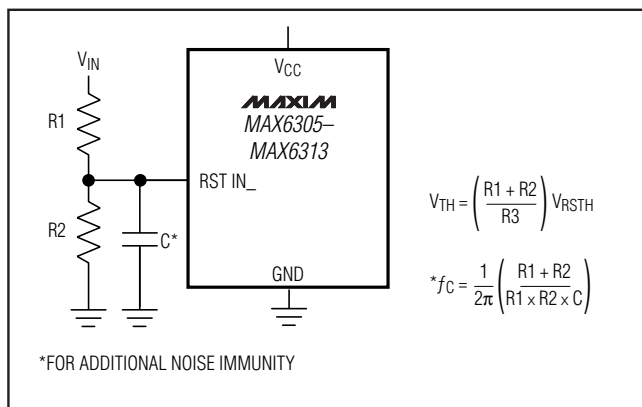 VIN
R1
R2
C*
VCC
MAXIM
MAX6305–
MAX6313
RST IN_
GND
VTH = ( R1 + R2 / R3 ) VRSTH
*fC = 1 / 2π ( R1 + R2 / R1 x R2 x C )
*FOR ADDITIONAL NOISE IMMUNITY